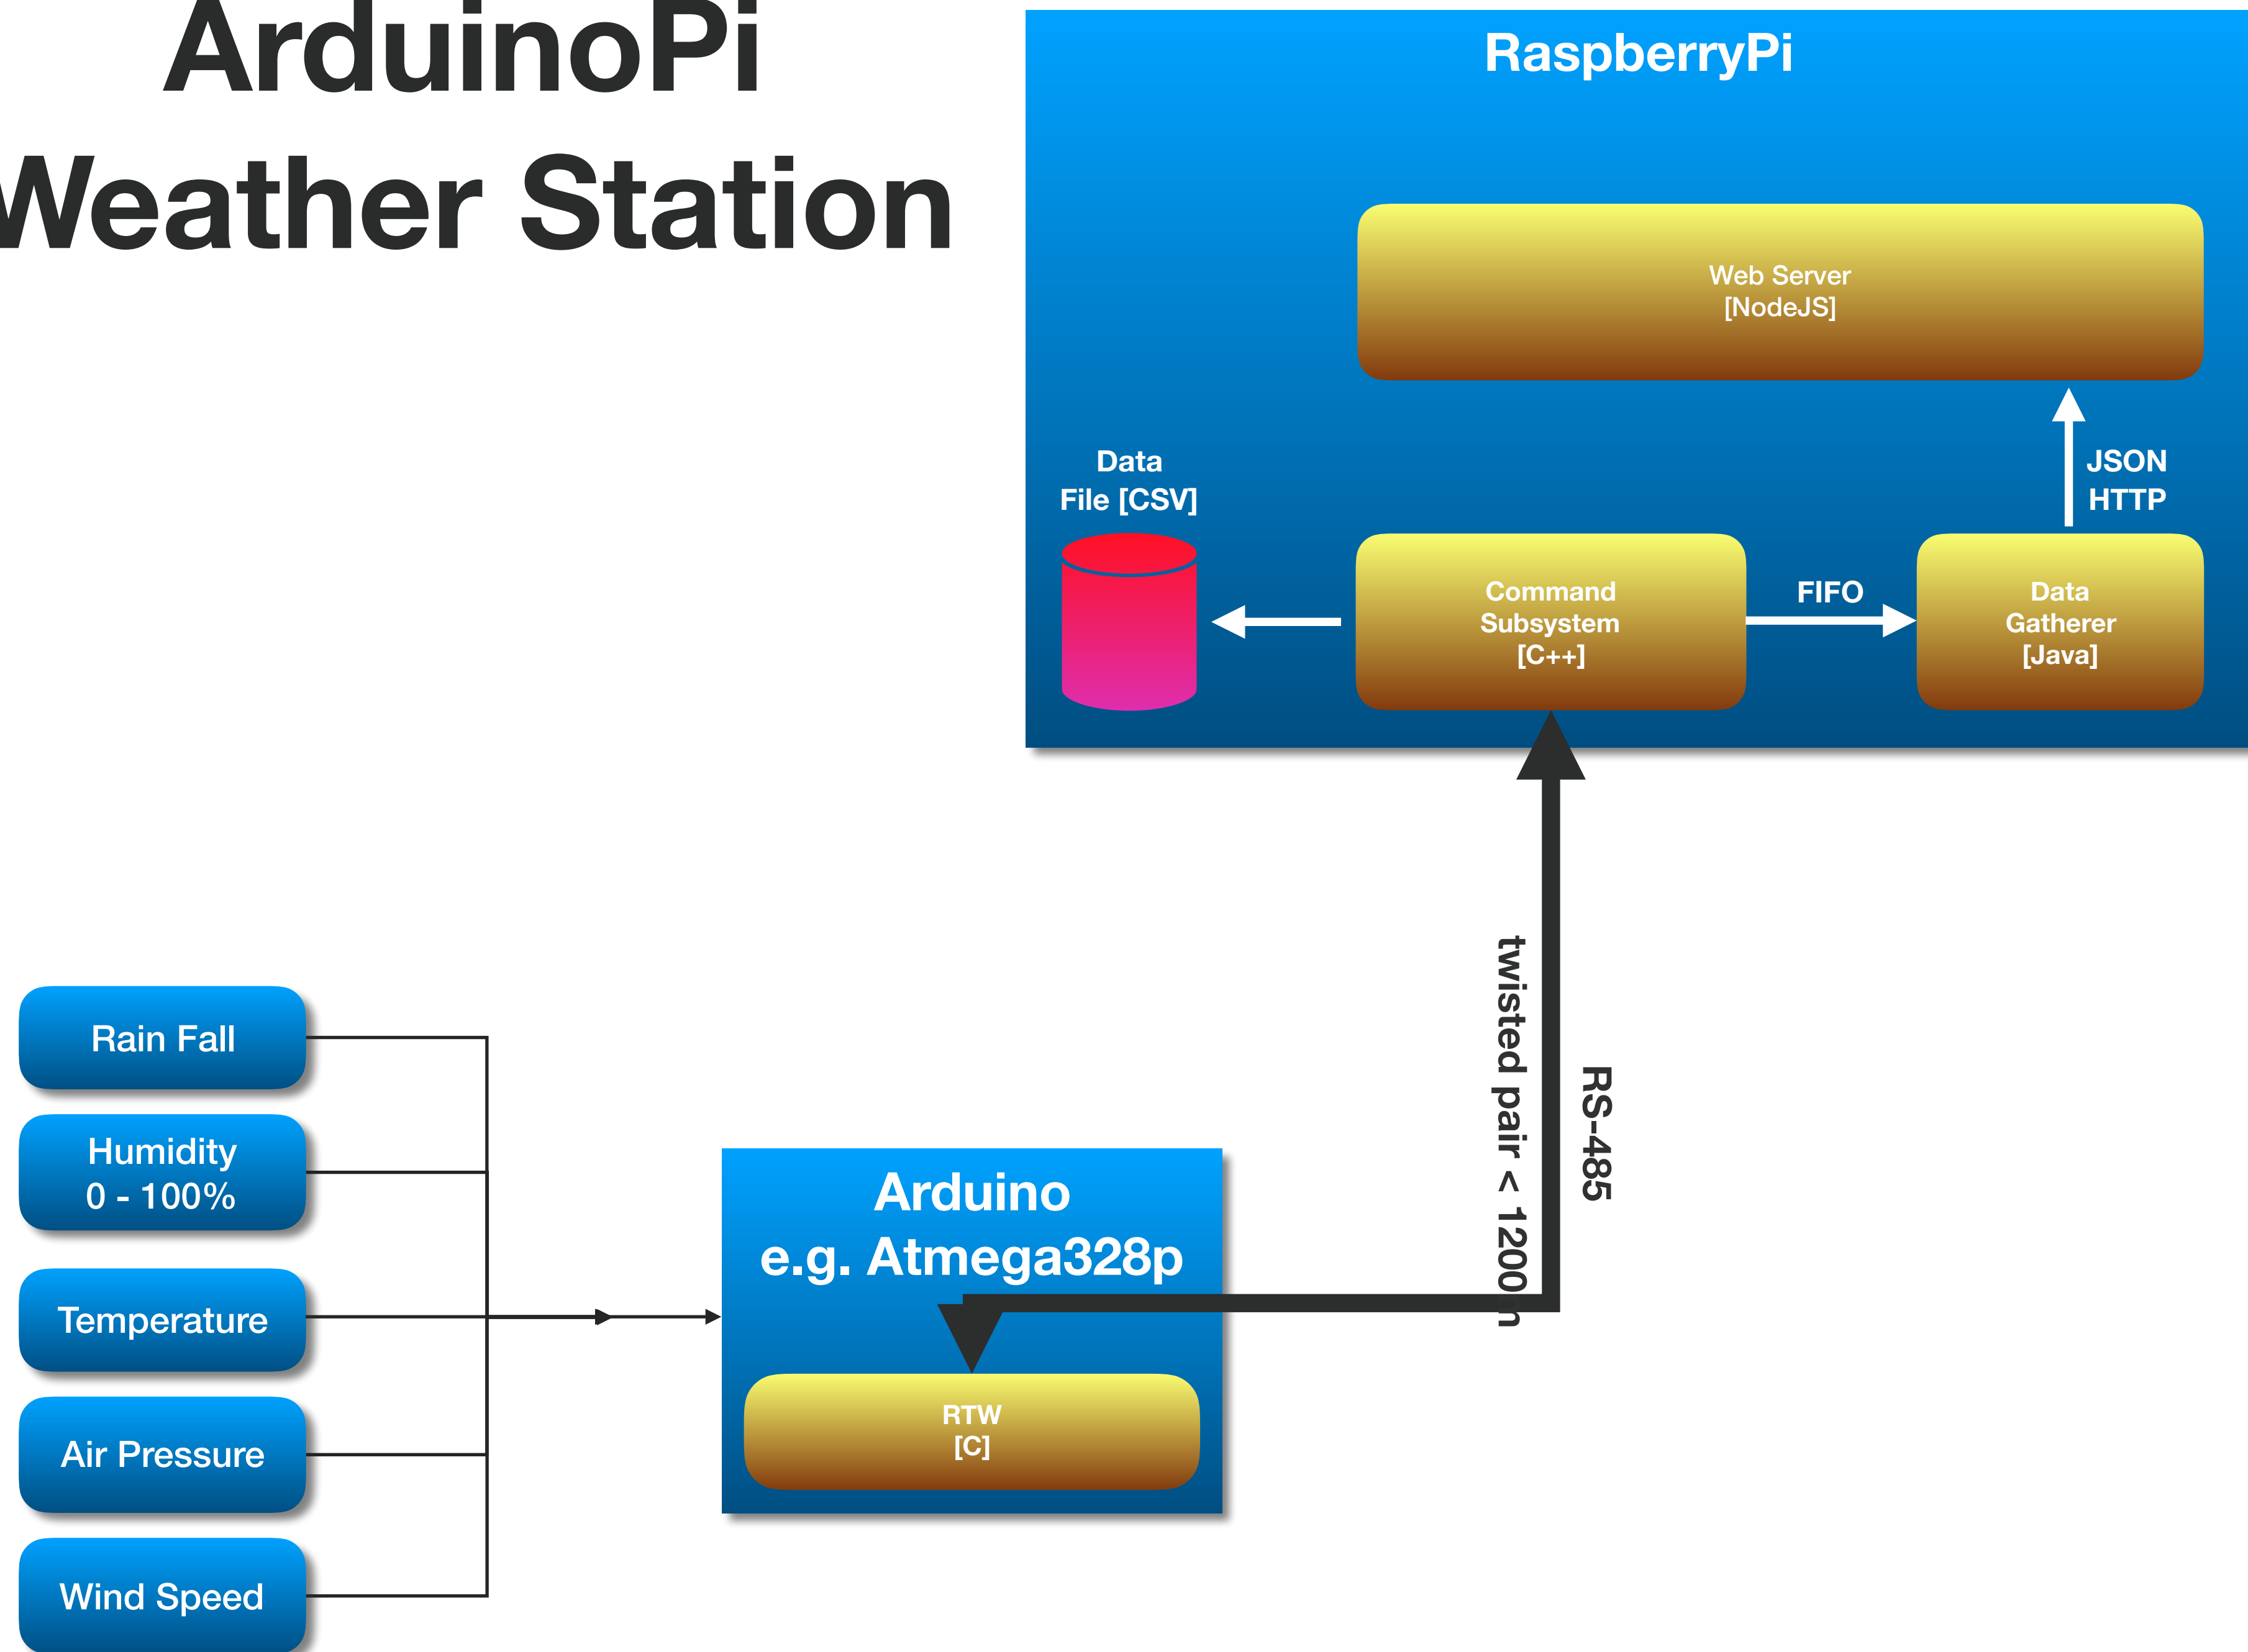 ArduinoPi
Weather Station
RaspberryPi
Web Server
[NodeJS]
JSON
HTTP
Data
File [CSV]
Command
Subsystem
[C++]
FIFO
Data
Gatherer
[Java]
twisted pair < 1200m
RS-485
Rain Fall
Humidity
0 - 100%
Temperature
Air Pressure
Wind Speed
Arduino
e.g. Atmega328p
RTW
[C]